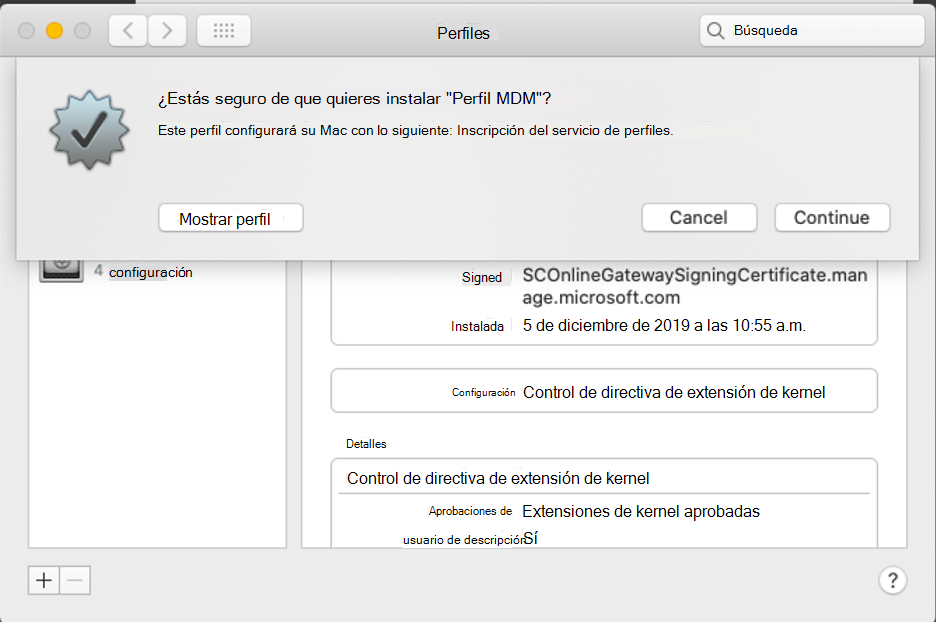 Perfiles
Búsqueda
¿Estás seguro de que quieres instalar "Perfil MDM"?
Este perfil configurará su Mac con lo siguiente: Inscripción del servicio de perfiles.
Mostrar perfil
Cancel
Continue
4 configuración
Signed SCOnlineGatewaySigningCertificate.man
age.microsoft.com
Instalada 5 de diciembre de 2019 a las 10:55 a.m.
Configuración Control de directiva de extensión de kernel
Detalles
Control de directiva de extensión de kernel
Aprobaciones de Extensiones de kernel aprobadas
usuario de descripción Sí
+ −
?